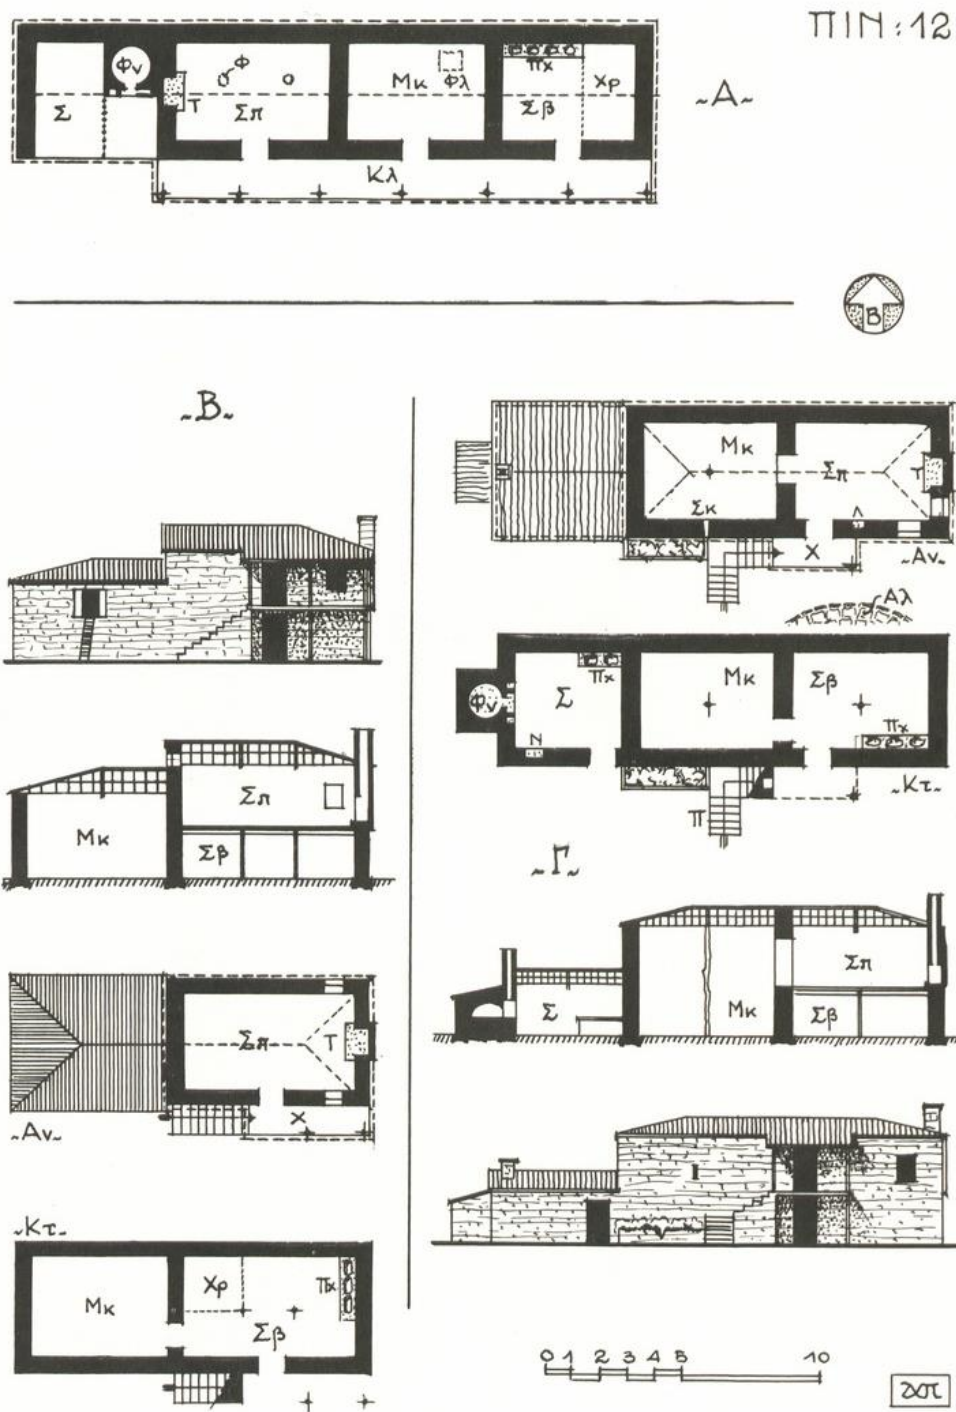 ΠΙΝ: 12
Φν
Φ
Τ
Σ
Σπ
Μκ
Φλ
Πχ
Σβ
Χρ
~Α~
Κλ
Β
~Β~
Μκ
Σπ
Τ
Σκ
Λ
Χ
~Αν~
Αλ
Φν
Σ
Πχ
Ν
Μκ
Σβ
Πχ
~Κτ~
Π
~Γ~
Σπ
Μκ
Σβ
Σπ
Σ
Μκ
Σβ
Σπ
Τ
Χ
~Αν~
~Κτ~
Μκ
Χρ
Πχ
Σβ
0 1 2 3 4 5 10